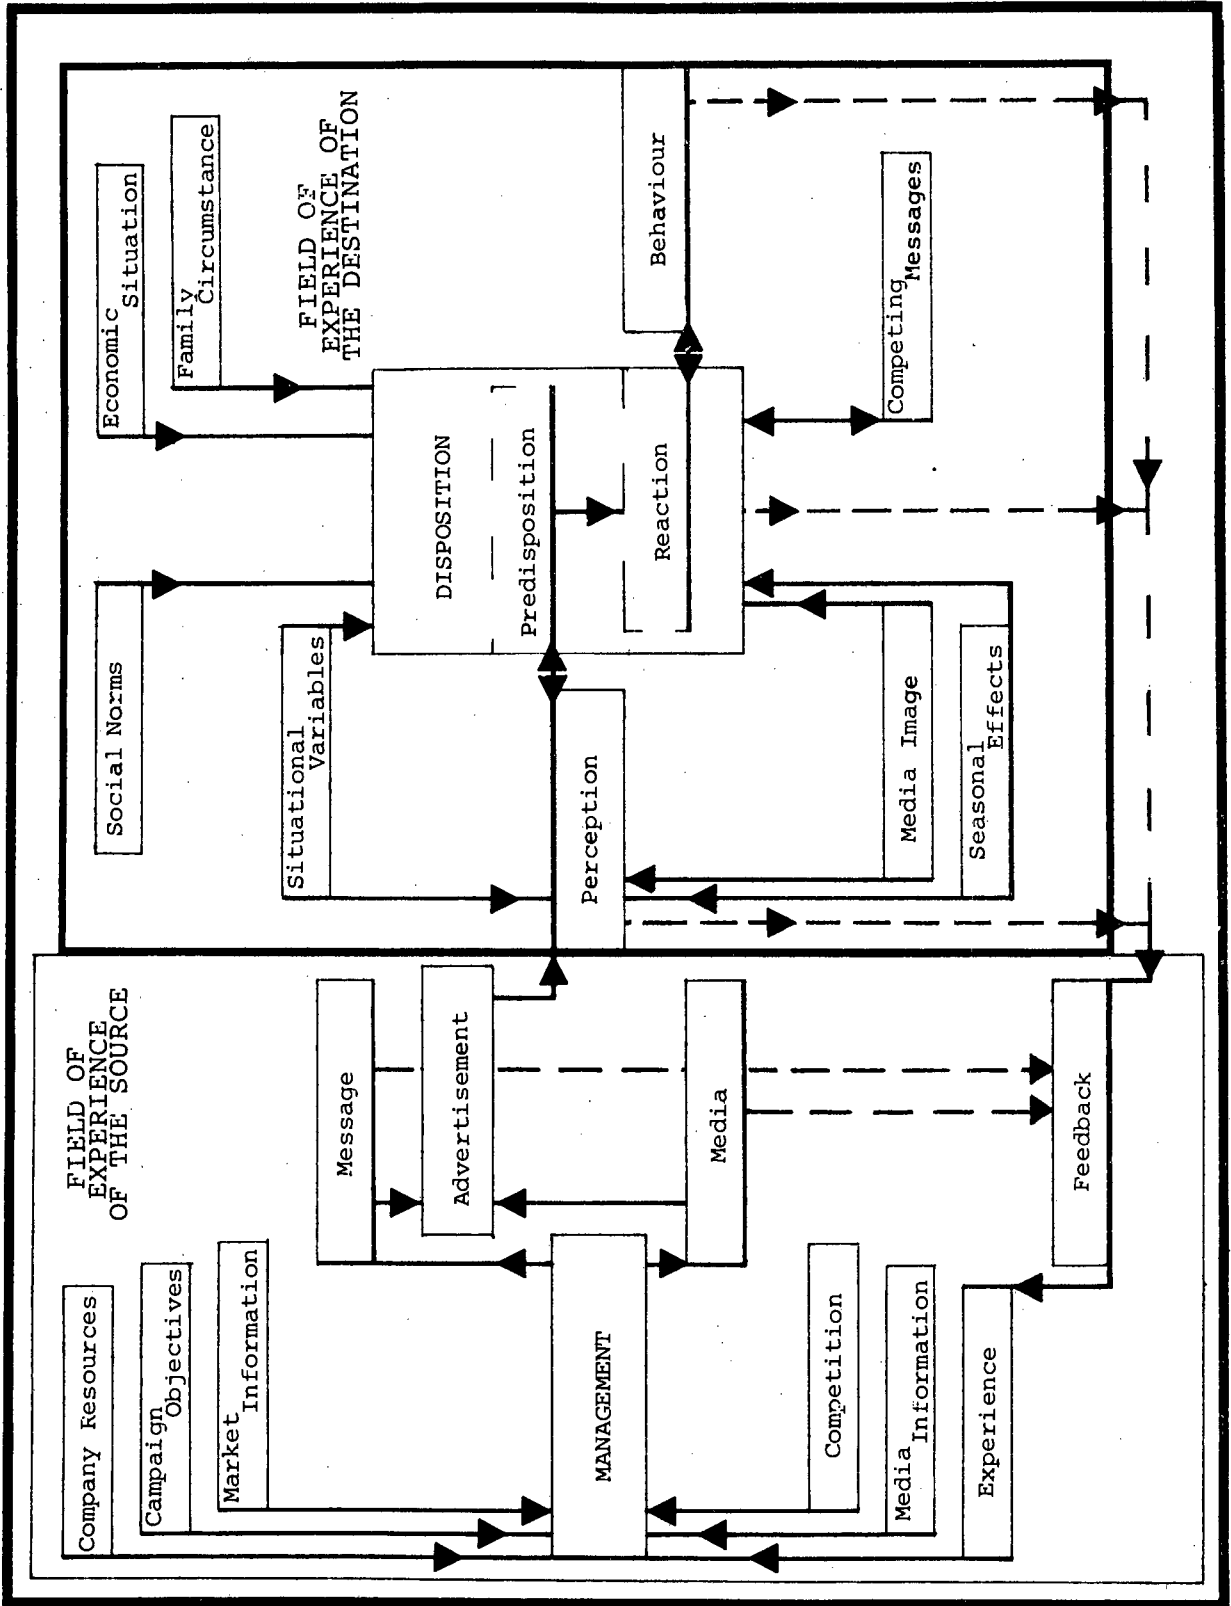 FIELD OF
EXPERIENCE
OF THE SOURCE
Company Resources
Campaign
Objectives
Market
Information
Message
Advertisement
MANAGEMENT
Media
Competition
Media
Information
Experience
Feedback
FIELD OF
EXPERIENCE OF
THE DESTINATION
Social Norms
Economic
Situation
Family
Circumstance
Situational
Variables
DISPOSITION
Predisposition
Perception
Reaction
Behaviour
Media Image
Competing
Messages
Seasonal
Effects